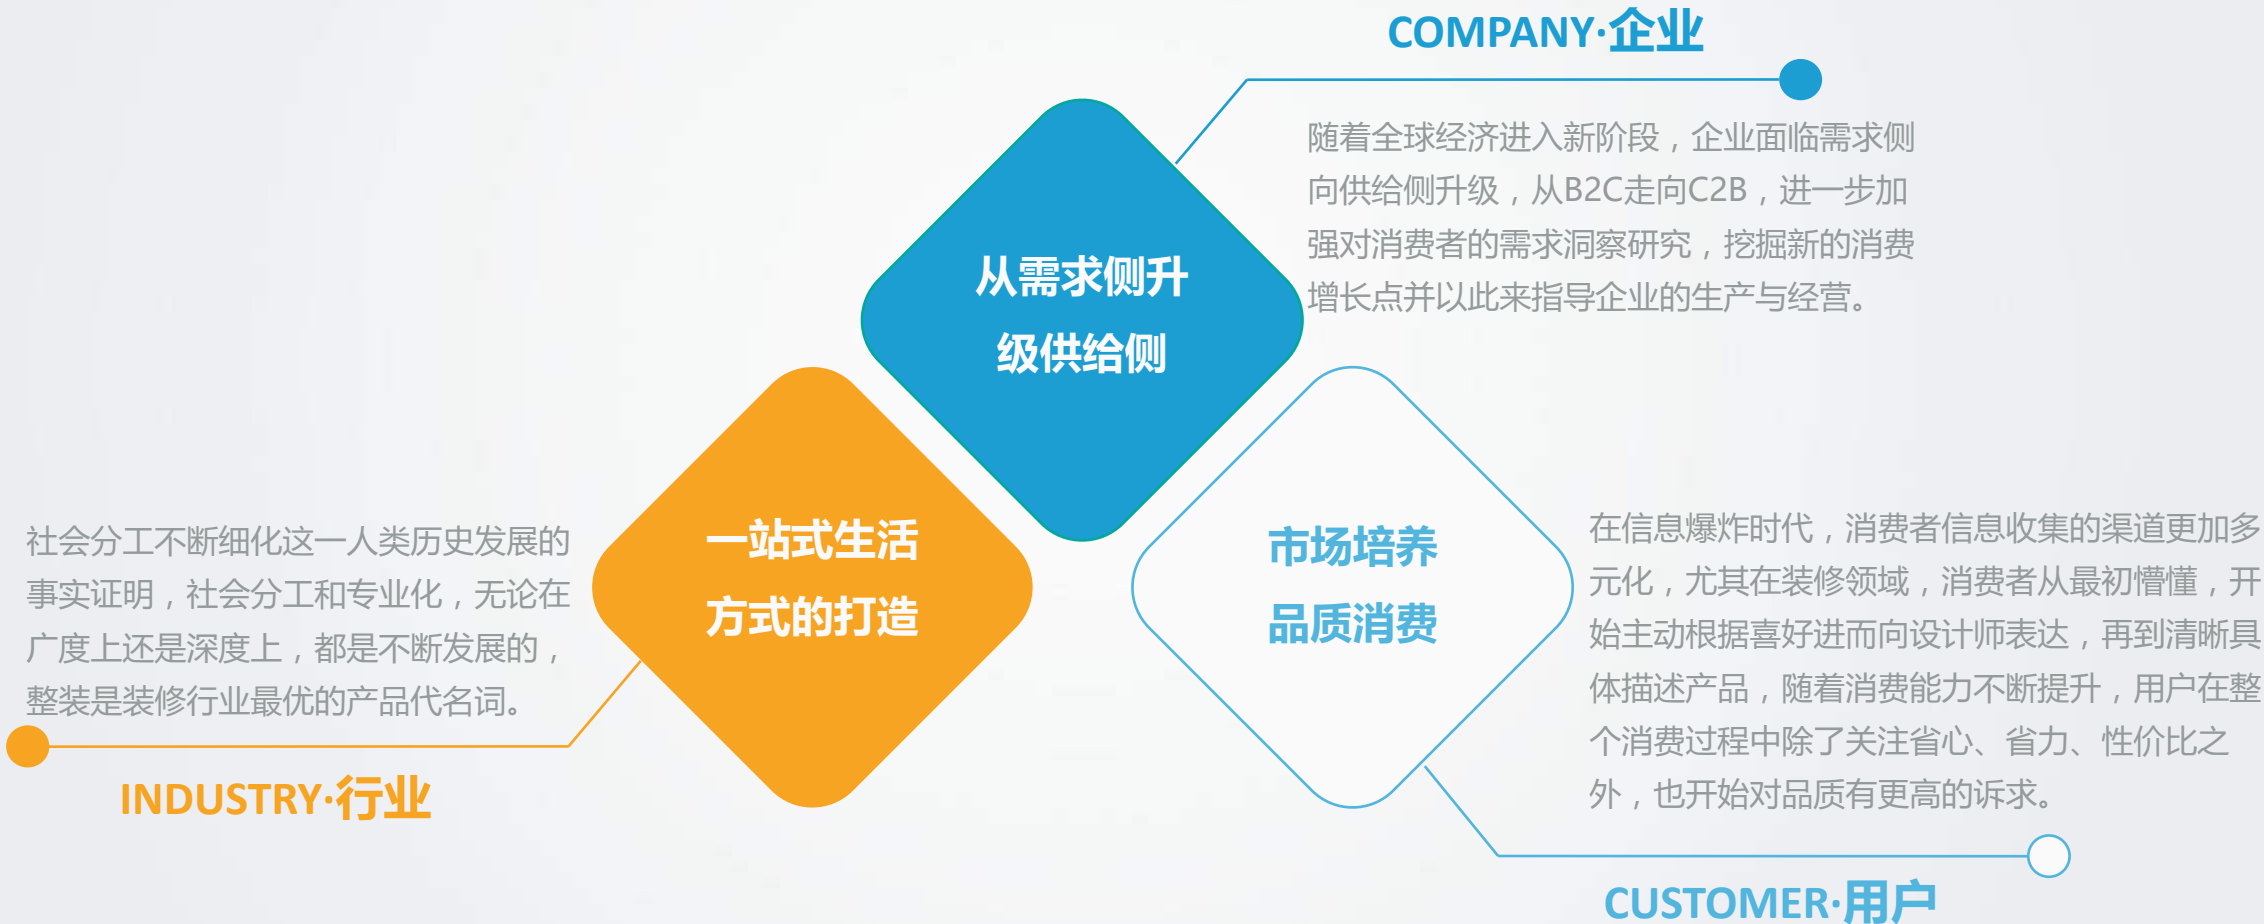 COMPANY·企业
随着全球经济进入新阶段，企业面临需求侧
向供给侧升级，从B2C走向C2B，进一步加
强对消费者的需求洞察研究，挖掘新的消费
增长点并以此来指导企业的生产与经营。
从需求侧升
级供给侧
一站式生活
方式的打造
市场培养
品质消费
社会分工不断细化这一人类历史发展的
事实证明，社会分工和专业化，无论在
广度上还是深度上，都是不断发展的，
整装是装修行业最优的产品代名词。
INDUSTRY·行业
在信息爆炸时代，消费者信息收集的渠道更加多
元化，尤其在装修领域，消费者从最初懵懂，开
始主动根据喜好进而向设计师表达，再到清晰具
体描述产品，随着消费能力不断提升，用户在整
个消费过程中除了关注省心、省力、性价比之
外，也开始对品质有更高的诉求。
CUSTOMER·用户